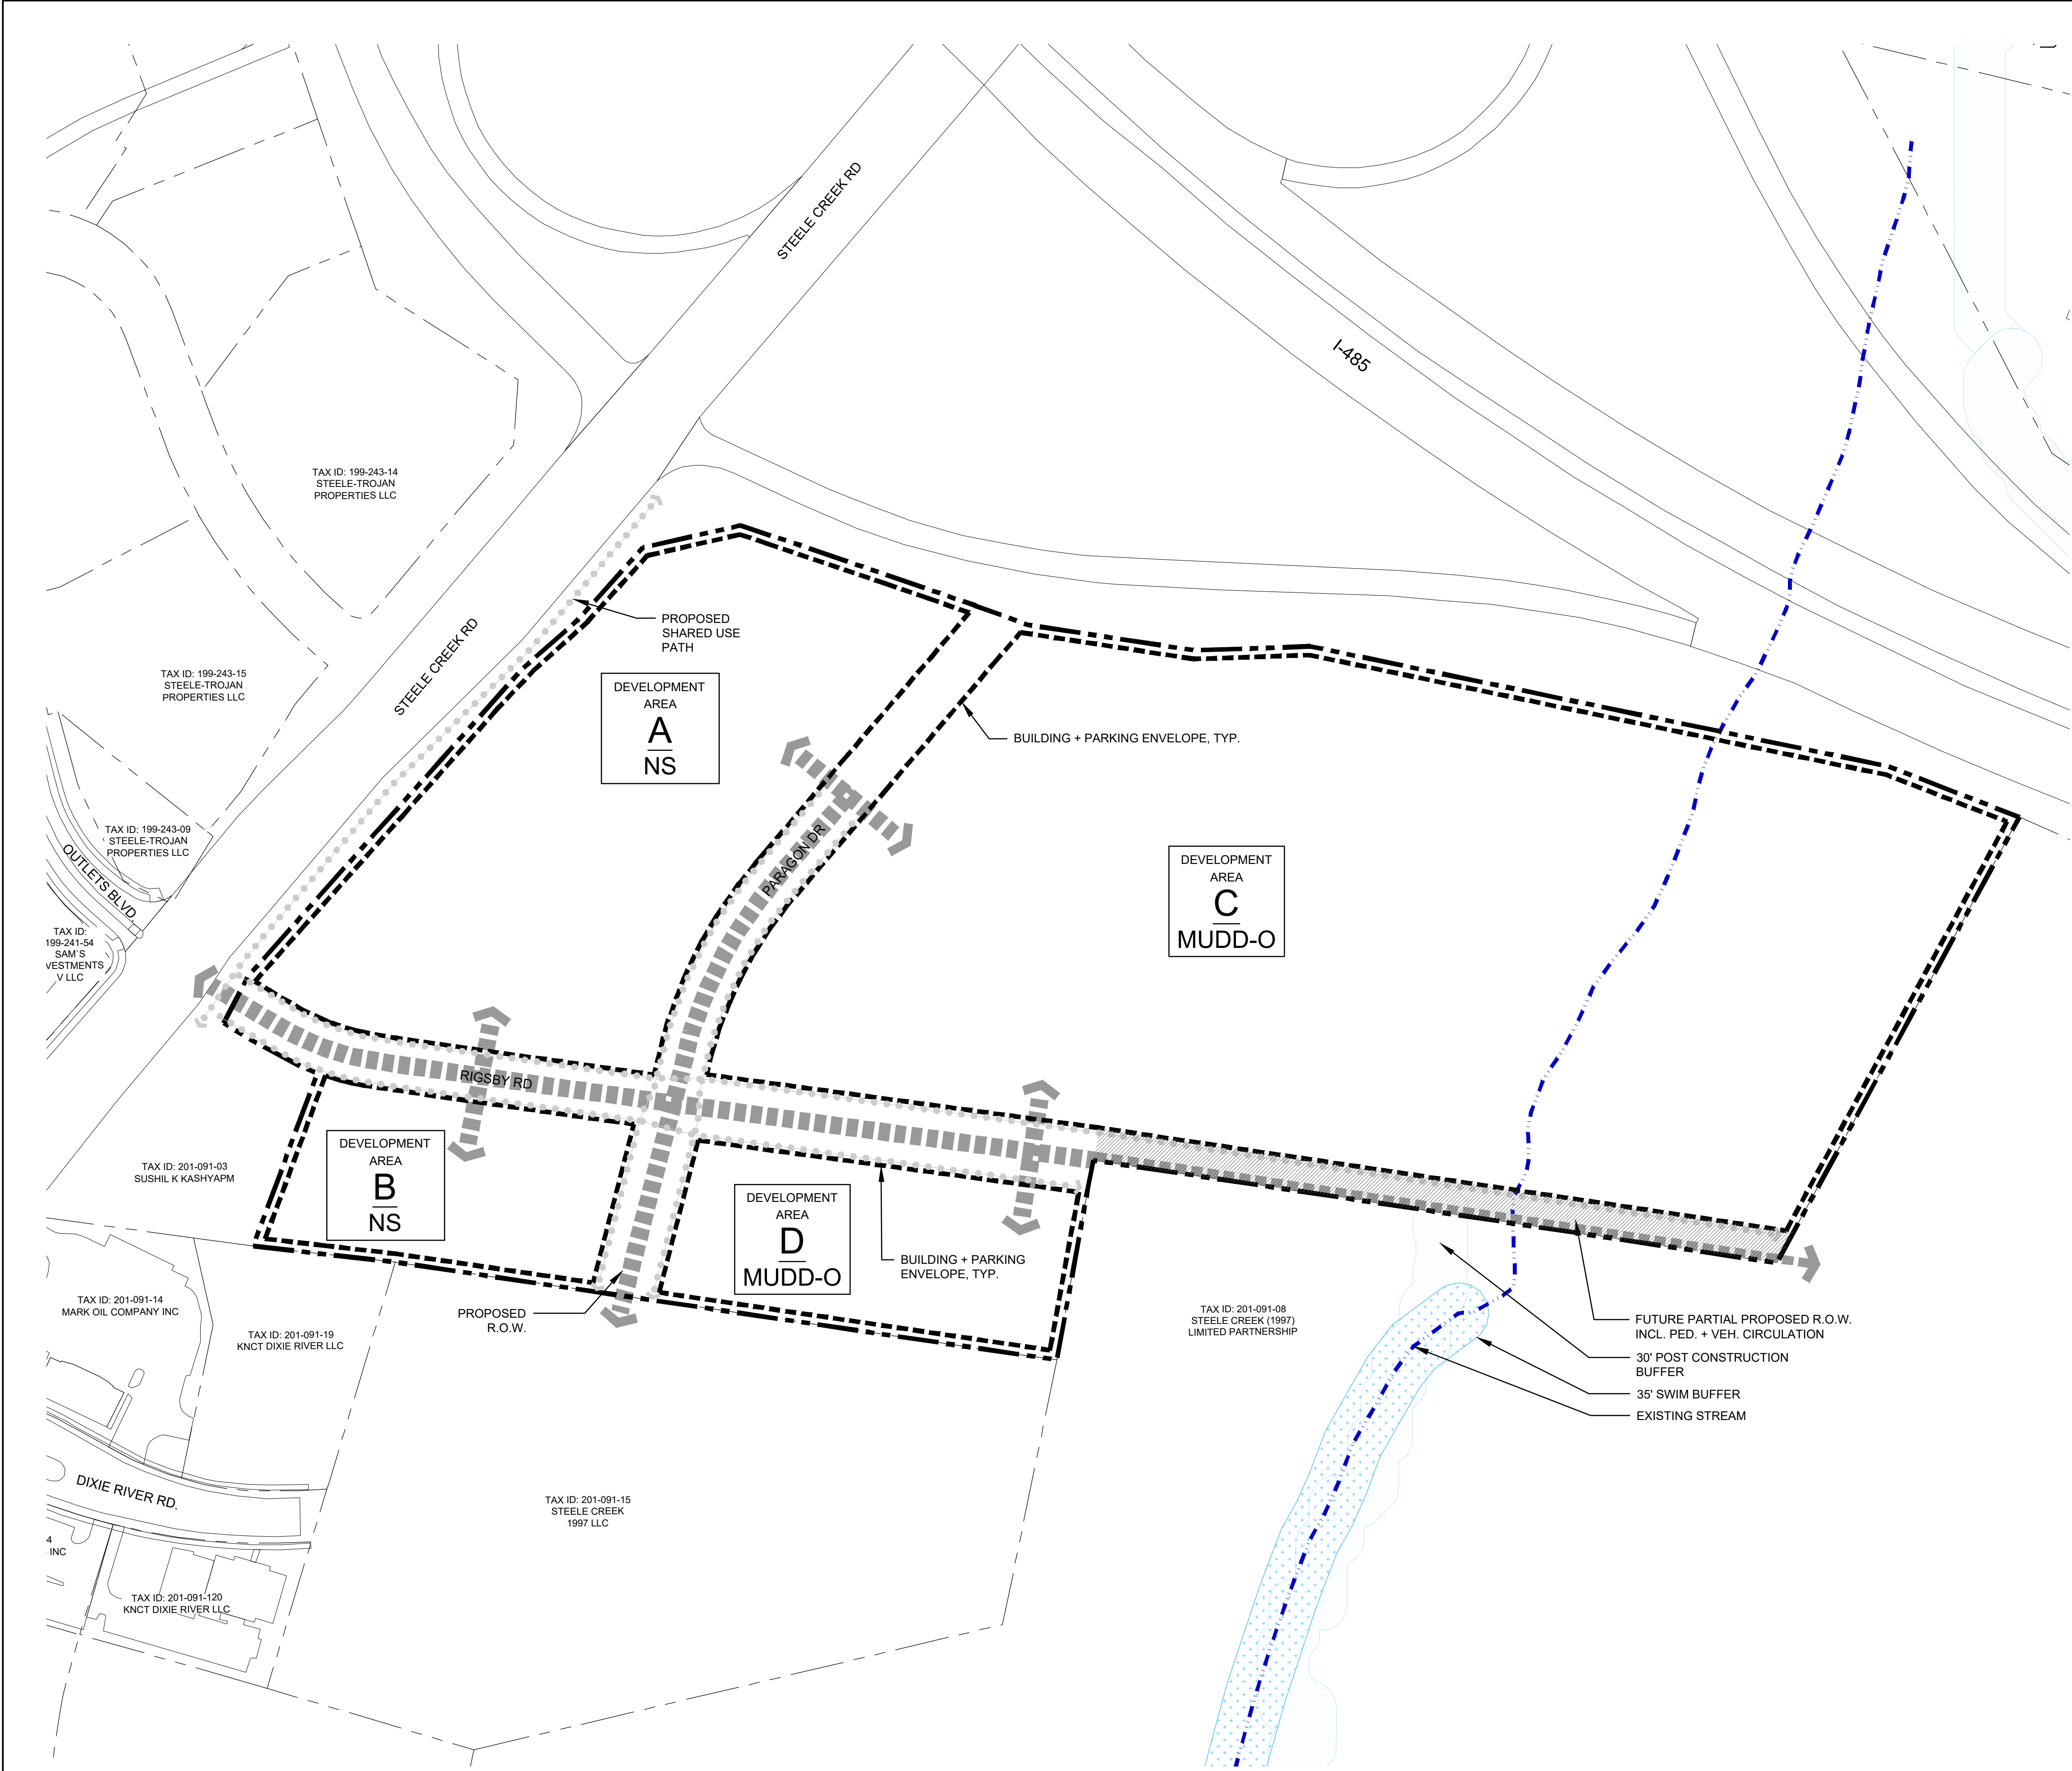 STEELE CREEK RD
I-485
TAX ID: 199-243-14
STEELE-TROJAN
PROPERTIES LLC
PROPOSED
SHARED USE
PATH
STEELE CREEK RD
TAX ID: 199-243-15
STEELE-TROJAN
PROPERTIES LLC
DEVELOPMENT
AREA
A
NS
BUILDING + PARKING ENVELOPE, TYP.
TAX ID: 199-243-09
STEELE-TROJAN
PROPERTIES LLC
OUTLETS BLVD.
PARAGON DR
DEVELOPMENT
AREA
C
MUDD-O
TAX ID:
199-241-54
SAM`S
VESTMENTS
V LLC
RIGSBY RD
DEVELOPMENT
AREA
B
NS
TAX ID: 201-091-03
SUSHIL K KASHYAPM
DEVELOPMENT
AREA
D
MUDD-O
BUILDING + PARKING
ENVELOPE, TYP.
PROPOSED
R.O.W.
TAX ID: 201-091-14
MARK OIL COMPANY INC
TAX ID: 201-091-19
KNCT DIXIE RIVER LLC
TAX ID: 201-091-08
STEELE CREEK (1997)
LIMITED PARTNERSHIP
FUTURE PARTIAL PROPOSED R.O.W.
INCL. PED. + VEH. CIRCULATION
30' POST CONSTRUCTION
BUFFER
35' SWIM BUFFER
EXISTING STREAM
DIXIE RIVER RD.
TAX ID: 201-091-15
STEELE CREEK
1997 LLC
4
INC
TAX ID: 201-091-120
KNCT DIXIE RIVER LLC